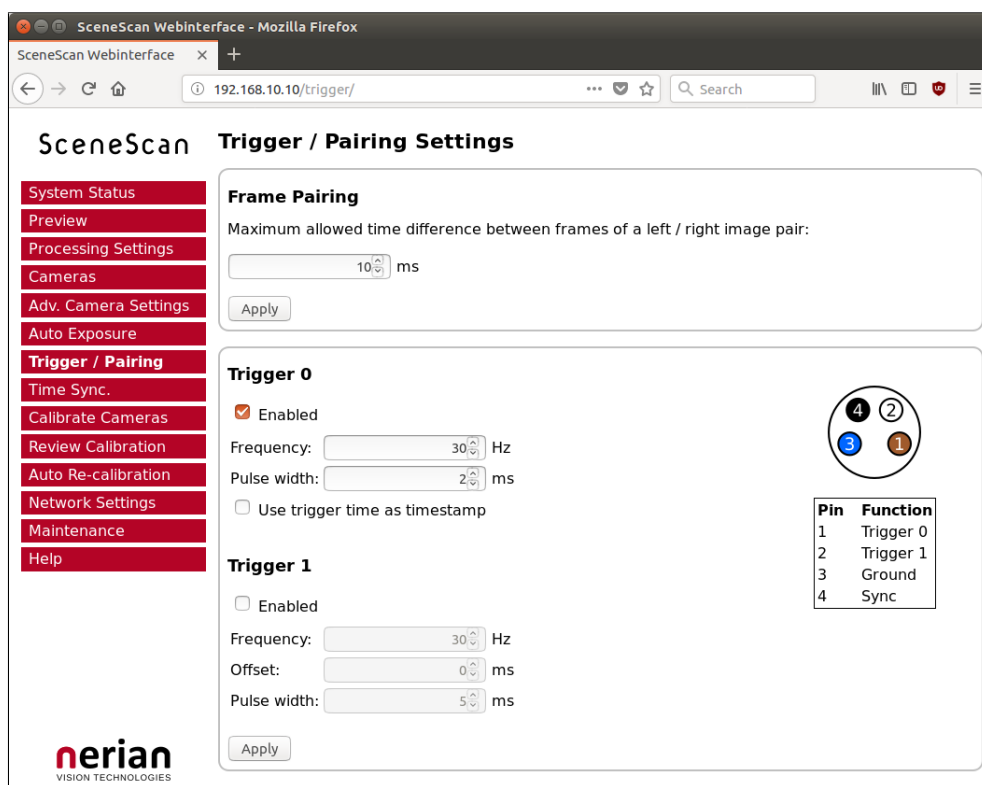 SceneScan Webinterface - Mozilla Firefox
SceneScan Webinterface
192.168.10.10/trigger/
Search
SceneScan
Trigger / Pairing Settings
System Status
Preview
Processing Settings
Cameras
Adv. Camera Settings
Auto Exposure
Trigger / Pairing
Time Sync.
Calibrate Cameras
Review Calibration
Auto Re-calibration
Network Settings
Maintenance
Help
nerian
VISION TECHNOLOGIES
Frame Pairing
Maximum allowed time difference between frames of a left / right image pair:
10 ms
Apply
Trigger 0
Enabled
Frequency: 30 Hz
Pulse width: 2 ms
Use trigger time as timestamp
Trigger 1
Enabled
Frequency: 30 Hz
Offset: 0 ms
Pulse width: 5 ms
Apply
4 2
3 1
Pin Function
1 Trigger 0
2 Trigger 1
3 Ground
4 Sync